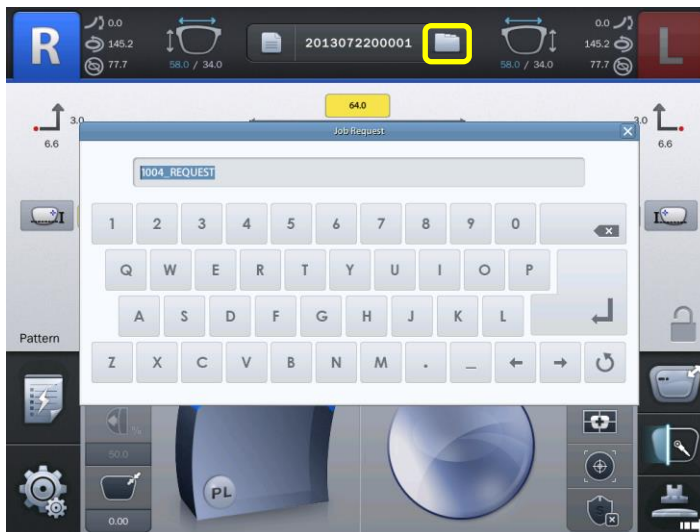 R
0.0
145.2
77.7
58.0 / 34.0
2013072200001
58.0 / 34.0
0.0
145.2
77.7
L
64.0
3.0
6.6
3.0
6.6
Job Request
1004_REQUEST
1 2 3 4 5 6 7 8 9 0
Q W E R T Y U I O P
A S D F G H J K L
Z X C V B N M . _
Pattern
%
50.0
0.00
PL
S